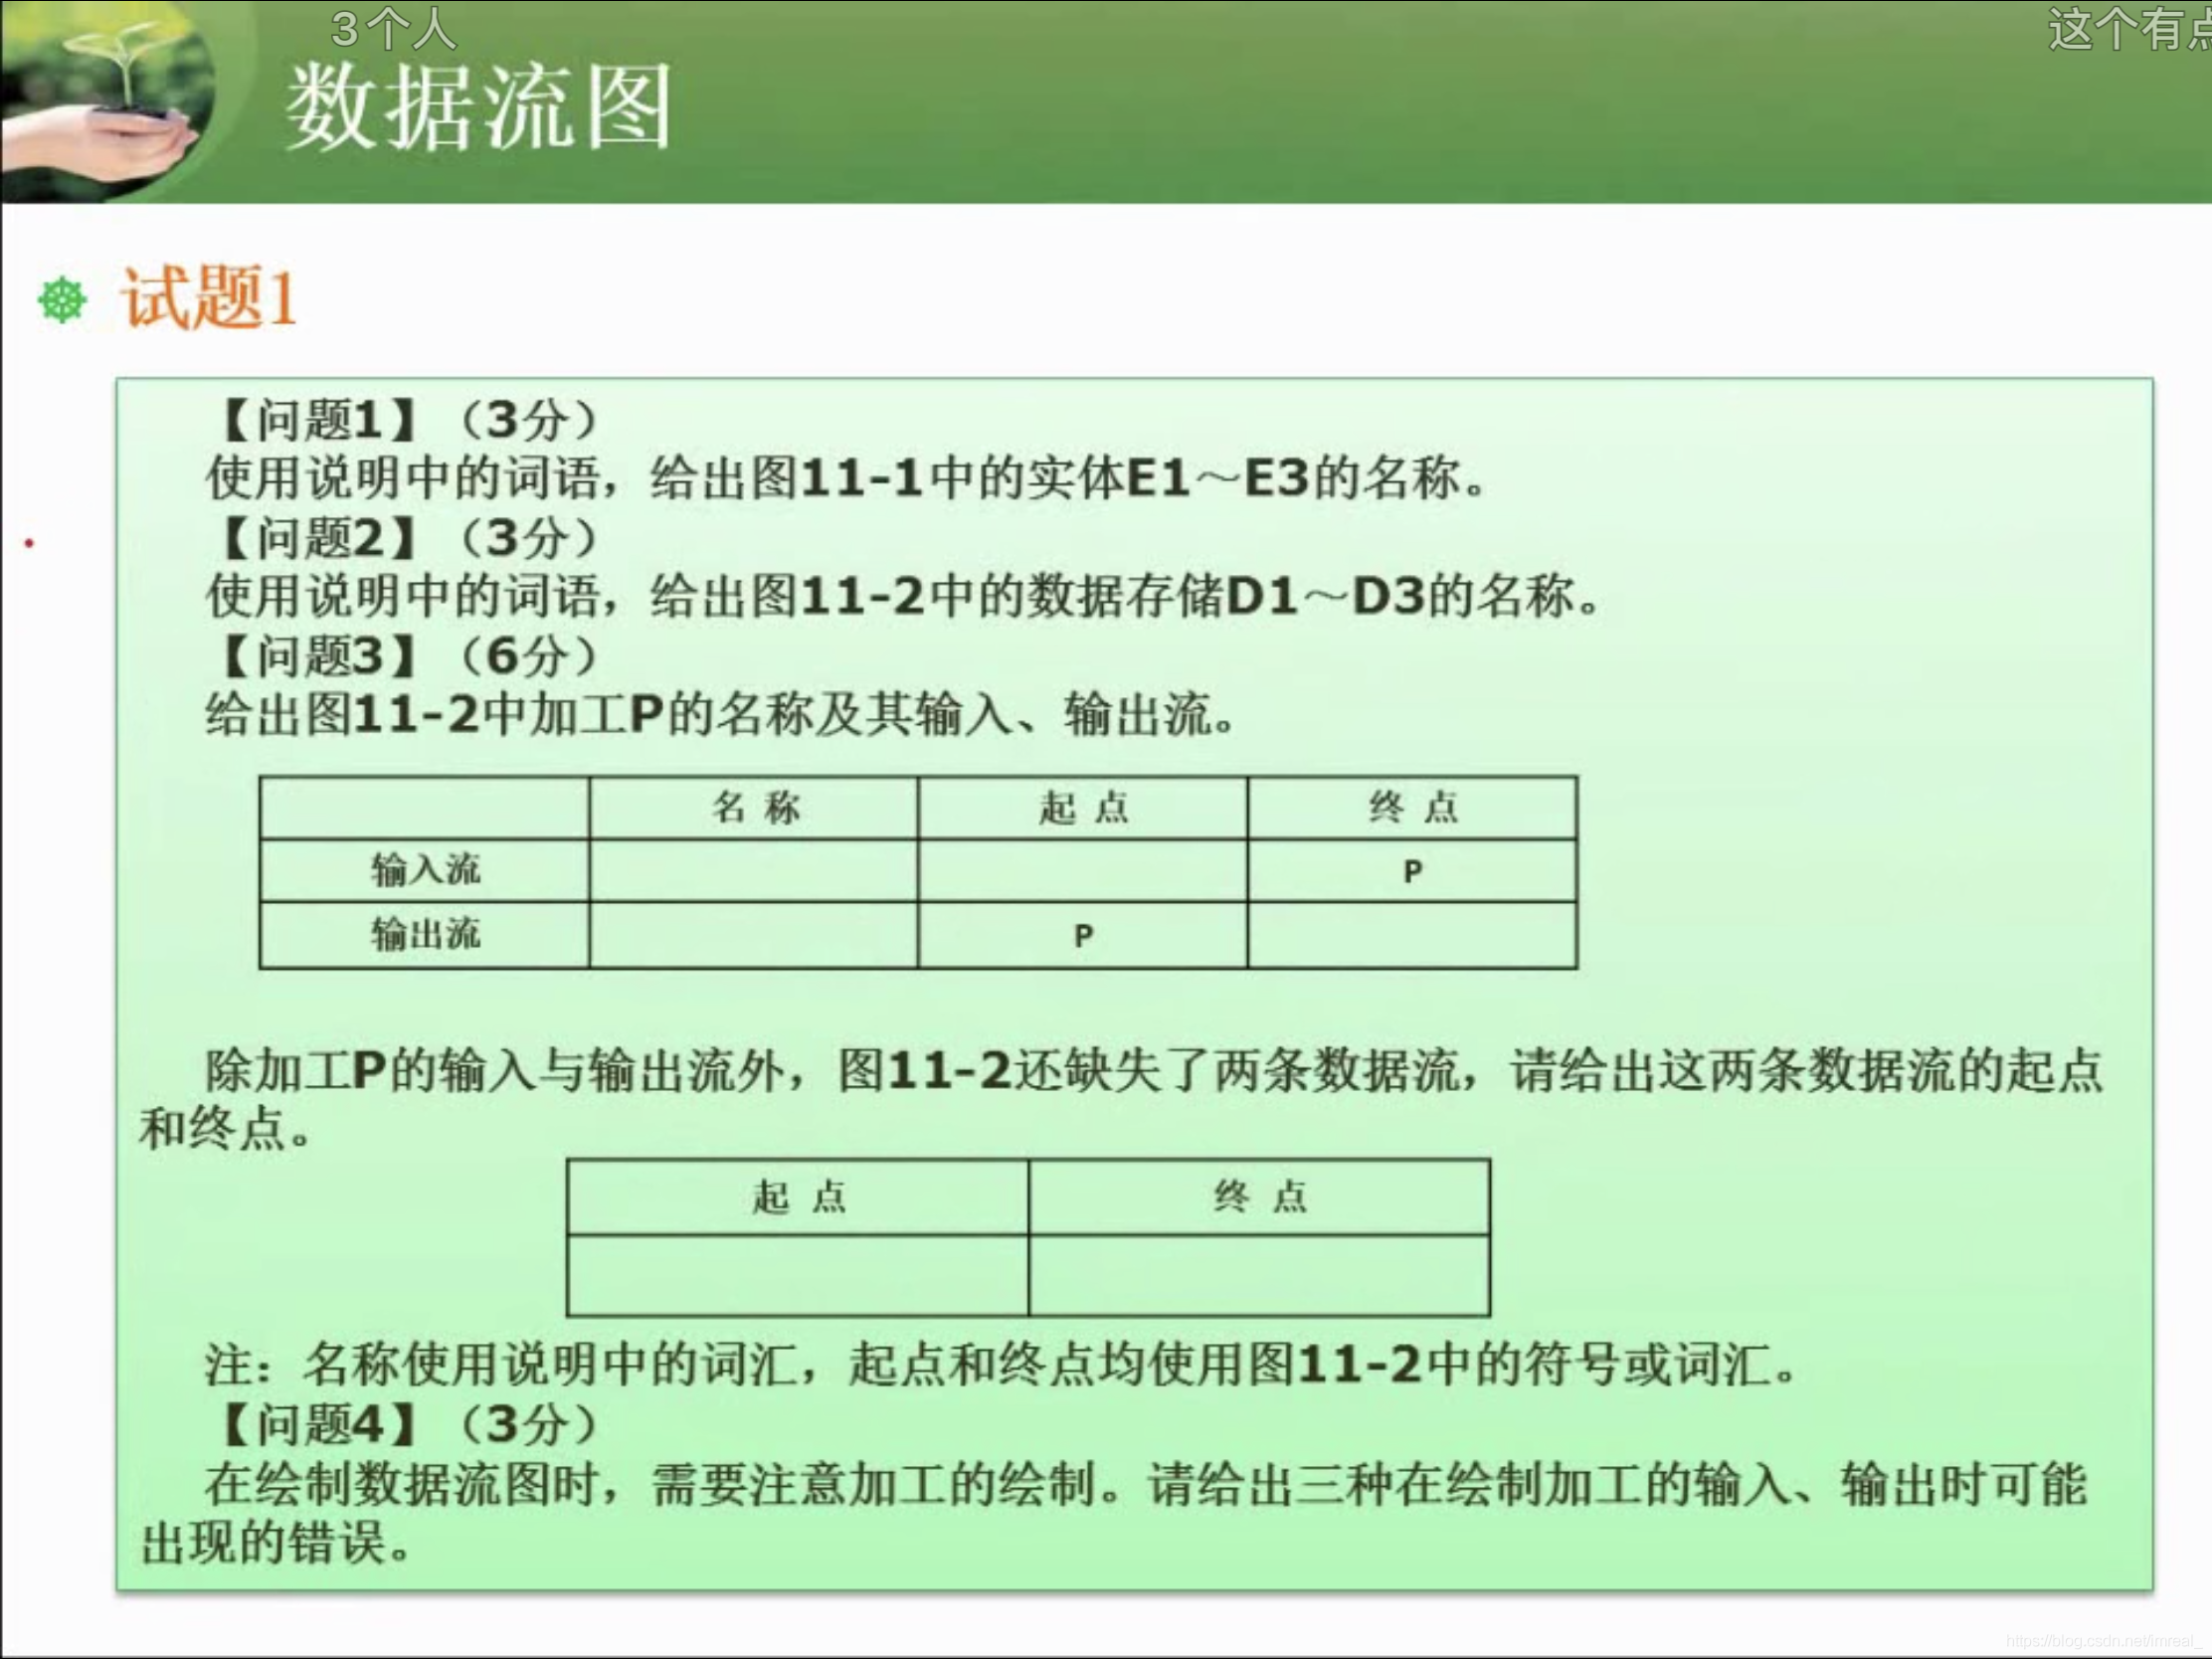 3个人
这个有点
数据流图
试题1
【问题1】（3分）
使用说明中的词语，给出图11-1中的实体E1～E3的名称。
【问题2】（3分）
使用说明中的词语，给出图11-2中的数据存储D1～D3的名称。
【问题3】（6分）
给出图11-2中加工P的名称及其输入、输出流。
名 称 起 点 终 点
输入流 P
输出流 P
除加工P的输入与输出流外，图11-2还缺失了两条数据流，请给出这两条数据流的起点
和终点。
起 点 终 点
注：名称使用说明中的词汇，起点和终点均使用图11-2中的符号或词汇。
【问题4】（3分）
在绘制数据流图时，需要注意加工的绘制。请给出三种在绘制加工的输入、输出时可能
出现的错误。
https://blog.csdn.net/imreal_